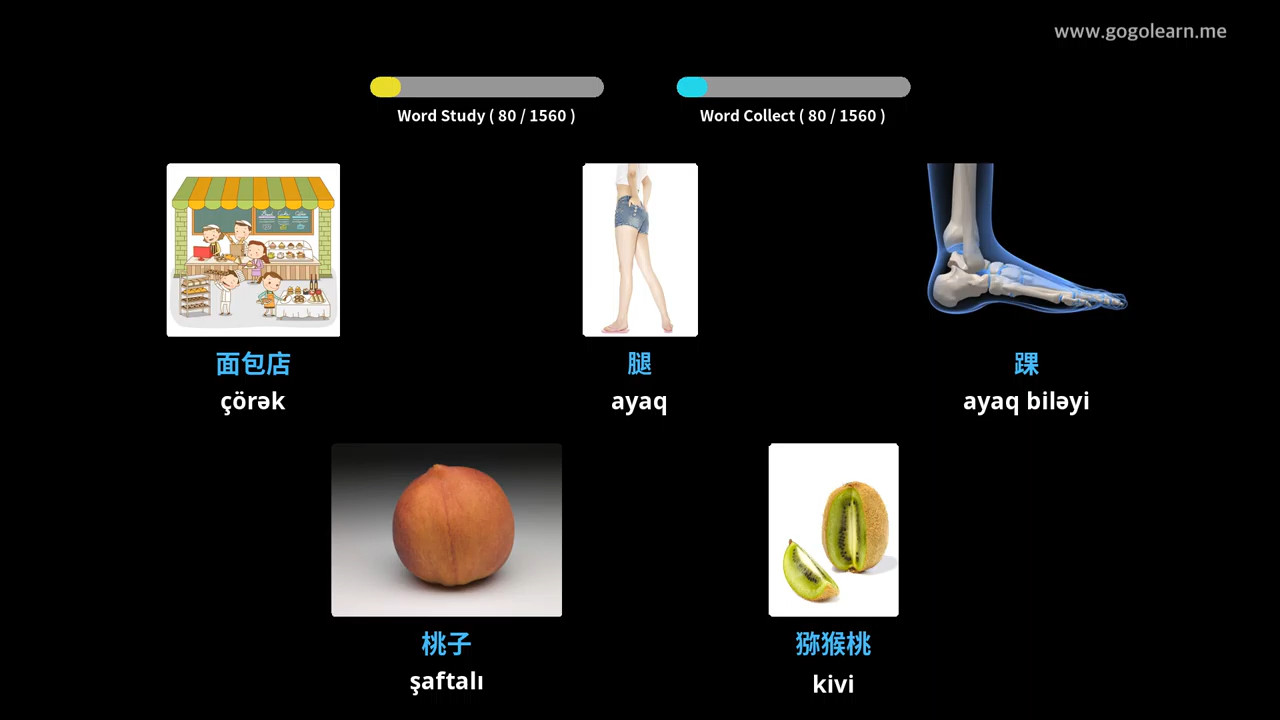 www.gogolearn.me
Word Study ( 80 / 1560 )
Word Collect ( 80 / 1560 )
面包店
çörək
腿
ayaq
踝
ayaq biləyi
桃子
şaftalı
猕猴桃
kivi